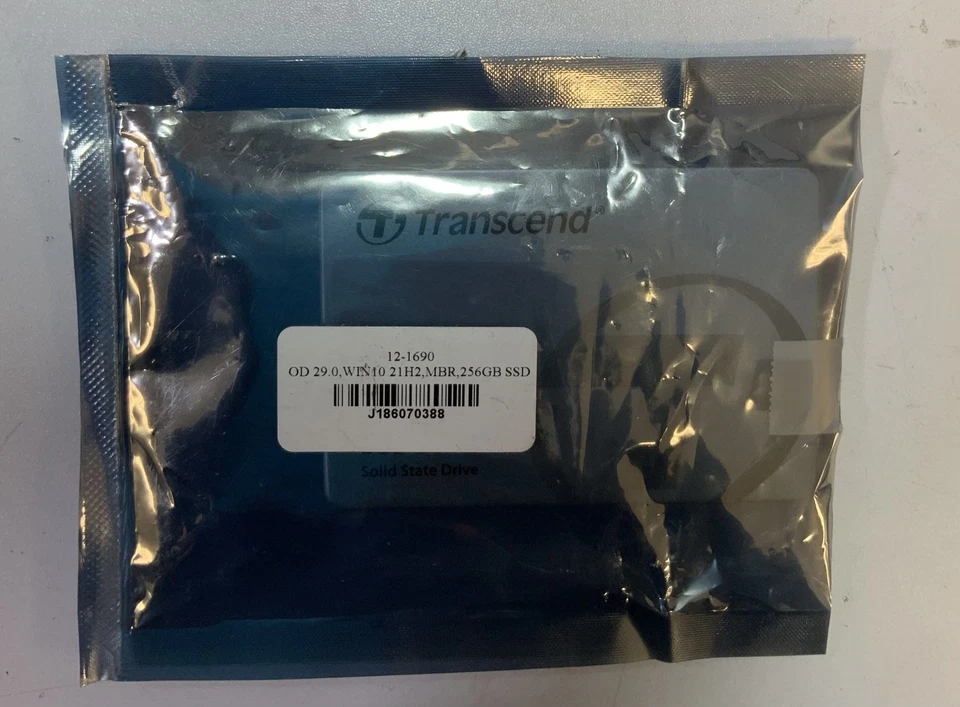 Transcend®
12-1690
OD 29.0,WIN10 21H2,MBR,256GB SSD
J186070388
Solid State Drive